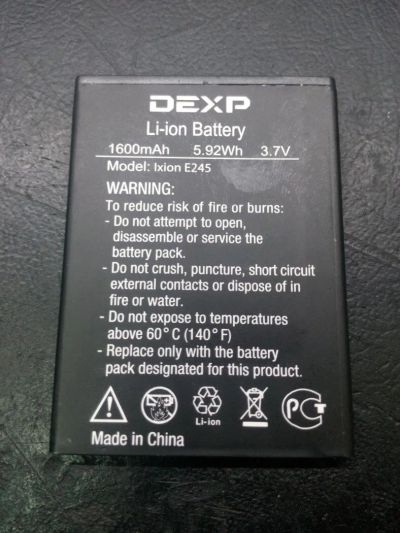 DEXP
Li-ion Battery
1600mAh 5.92Wh 3.7V
Model: Ixion E245
WARNING:
To reduce risk of fire or burns:
- Do not attempt to open,
disassemble or service the
battery pack.
- Do not crush, puncture, short circuit
external contacts or dispose of in
fire or water.
- Do not expose to temperatures
above 60°C (140°F)
- Replace only with the battery
pack designated for this product.
Li-ion
РСТ
Made in China